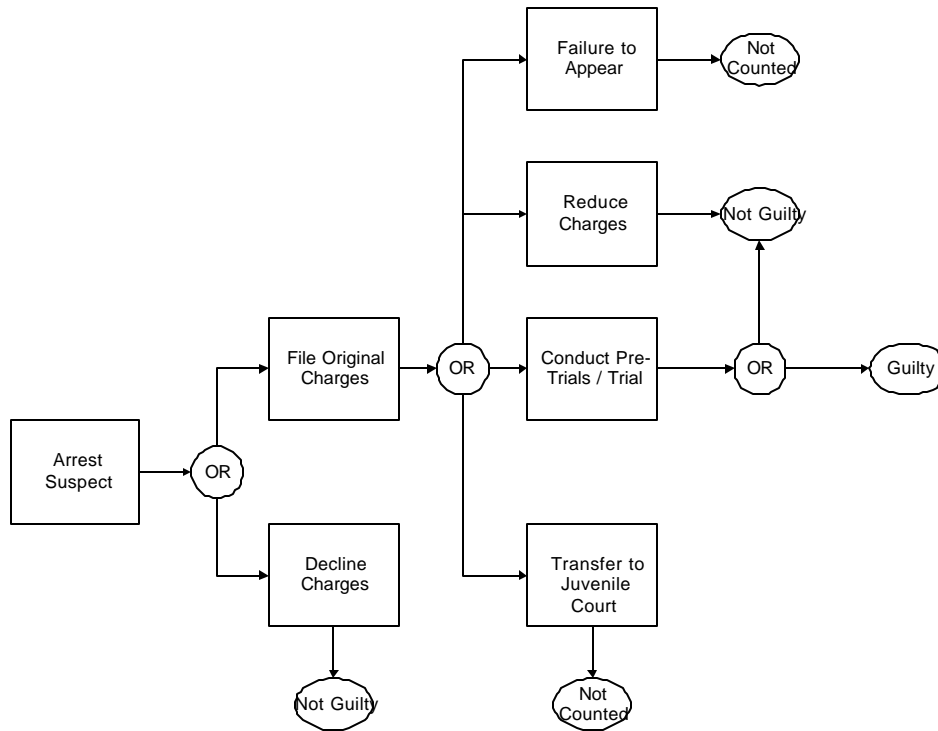 Failure to
Appear
Not
Counted
Reduce
Charges
Not Guilty
File Original
Charges
OR
Conduct Pre-
Trials / Trial
OR
Guilty
Arrest
Suspect
OR
Decline
Charges
Transfer to
Juvenile
Court
Not Guilty
Not
Counted